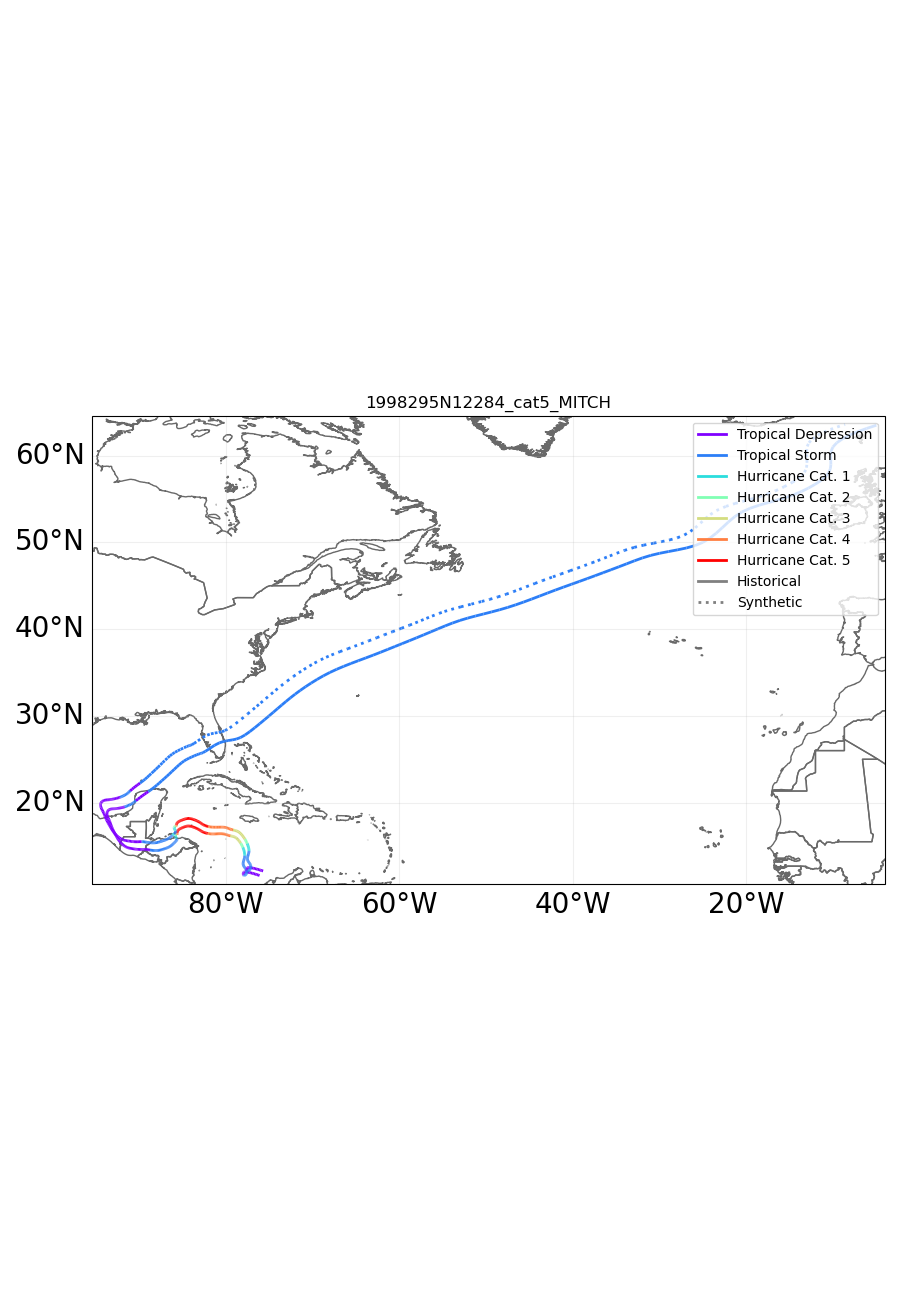 1998295N12284_cat5_MITCH
Tropical Depression
Tropical Storm
Hurricane Cat. 1
Hurricane Cat. 2
Hurricane Cat. 3
Hurricane Cat. 4
Hurricane Cat. 5
Historical
Synthetic
60°N
50°N
40°N
30°N
20°N
80°W 60°W 40°W 20°W